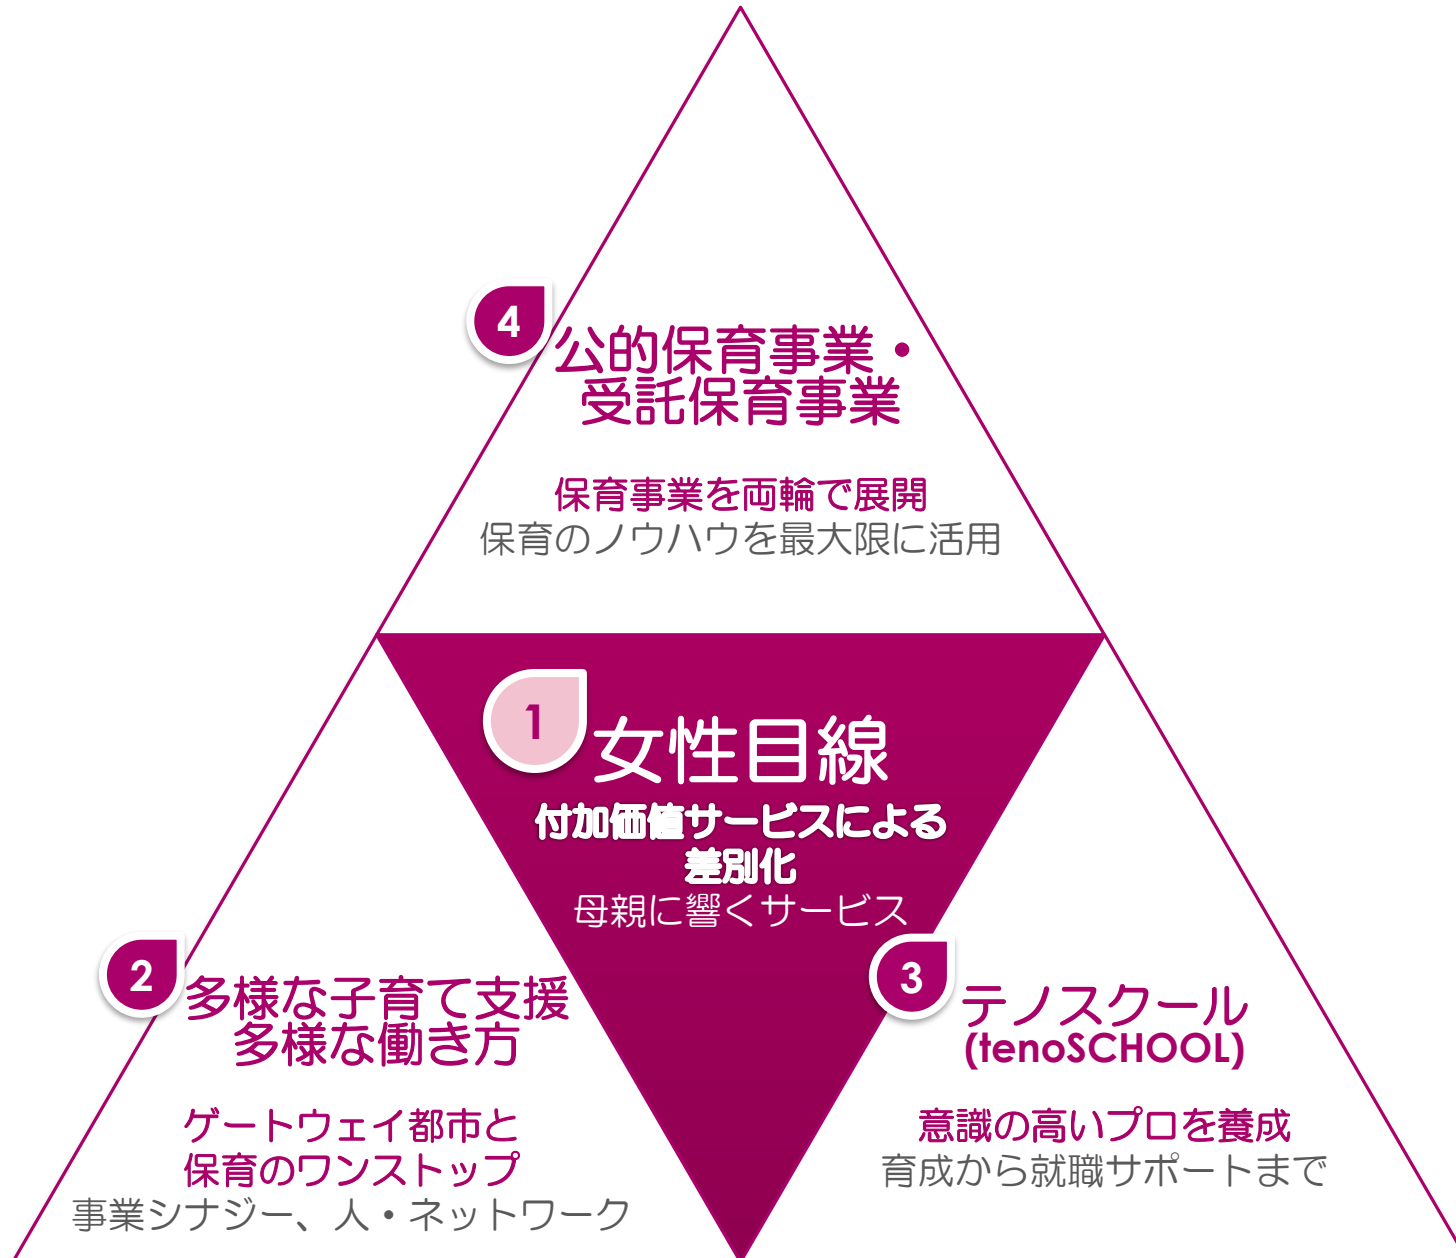 4
公的保育事業・
受託保育事業
保育事業を両輪で展開
保育のノウハウを最大限に活用
1
女性目線
付加価値サービスによる
差別化
母親に響くサービス
2
多様な子育て支援
多様な働き方
ゲートウェイ都市と
保育のワンストップ
事業シナジー、人・ネットワーク
3
テノスクール
(tenoSCHOOL)
意識の高いプロを養成
育成から就職サポートまで